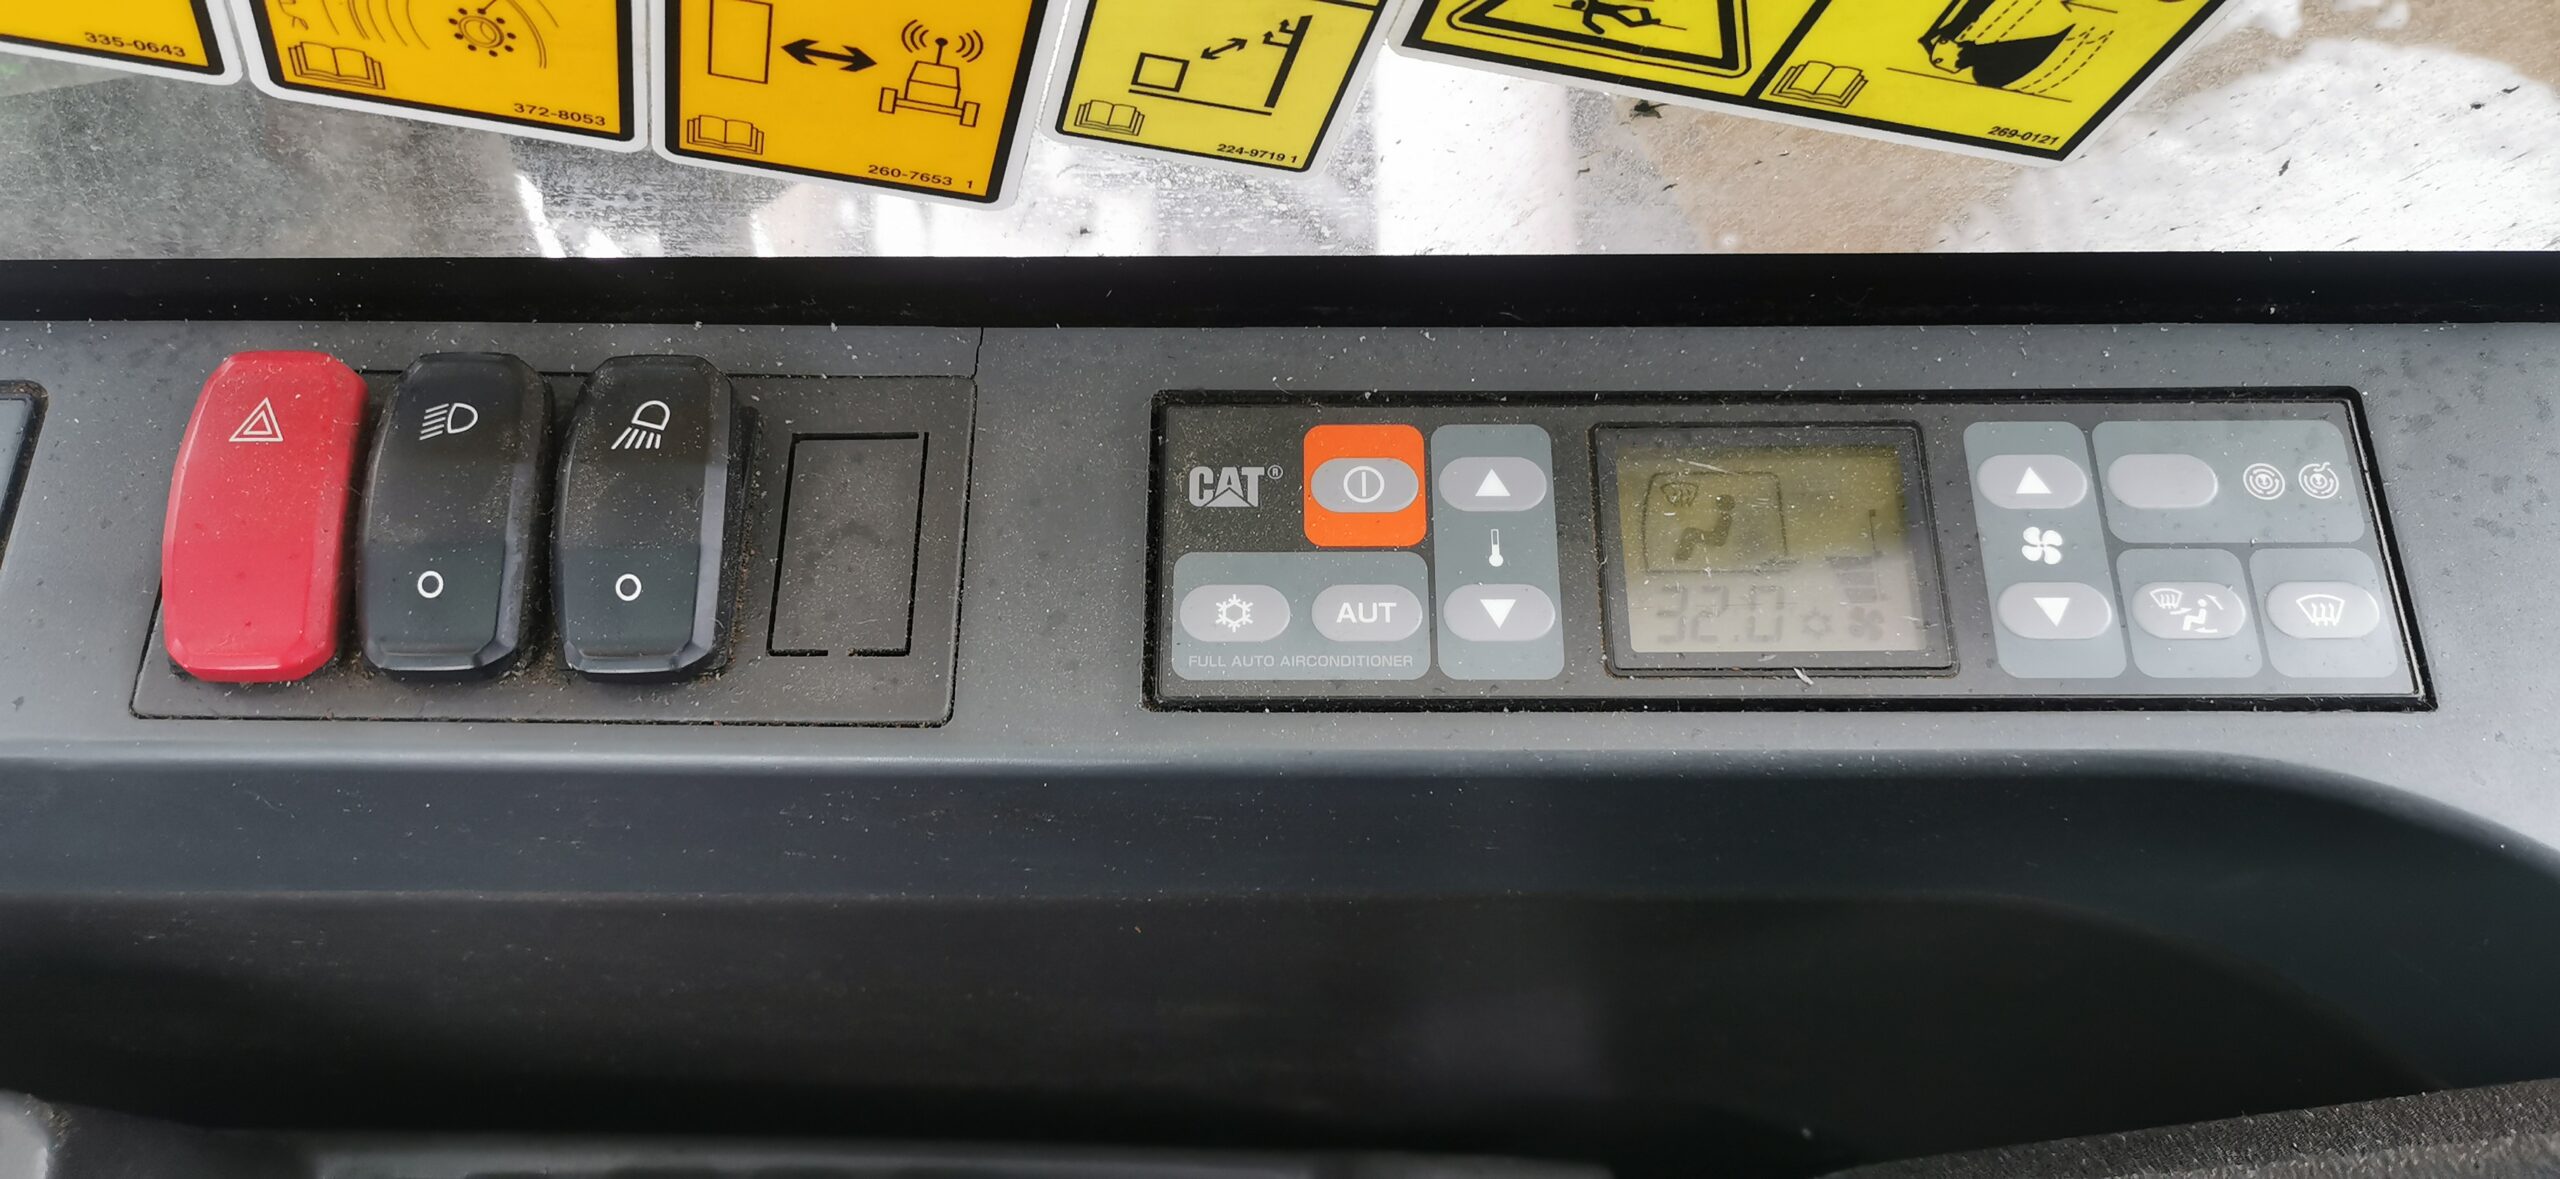 335-0643
372-8053
260-7653 1
224-9719 1
269-0121
CAT®
AUT
FULL AUTO AIRCONDITIONER
32.0